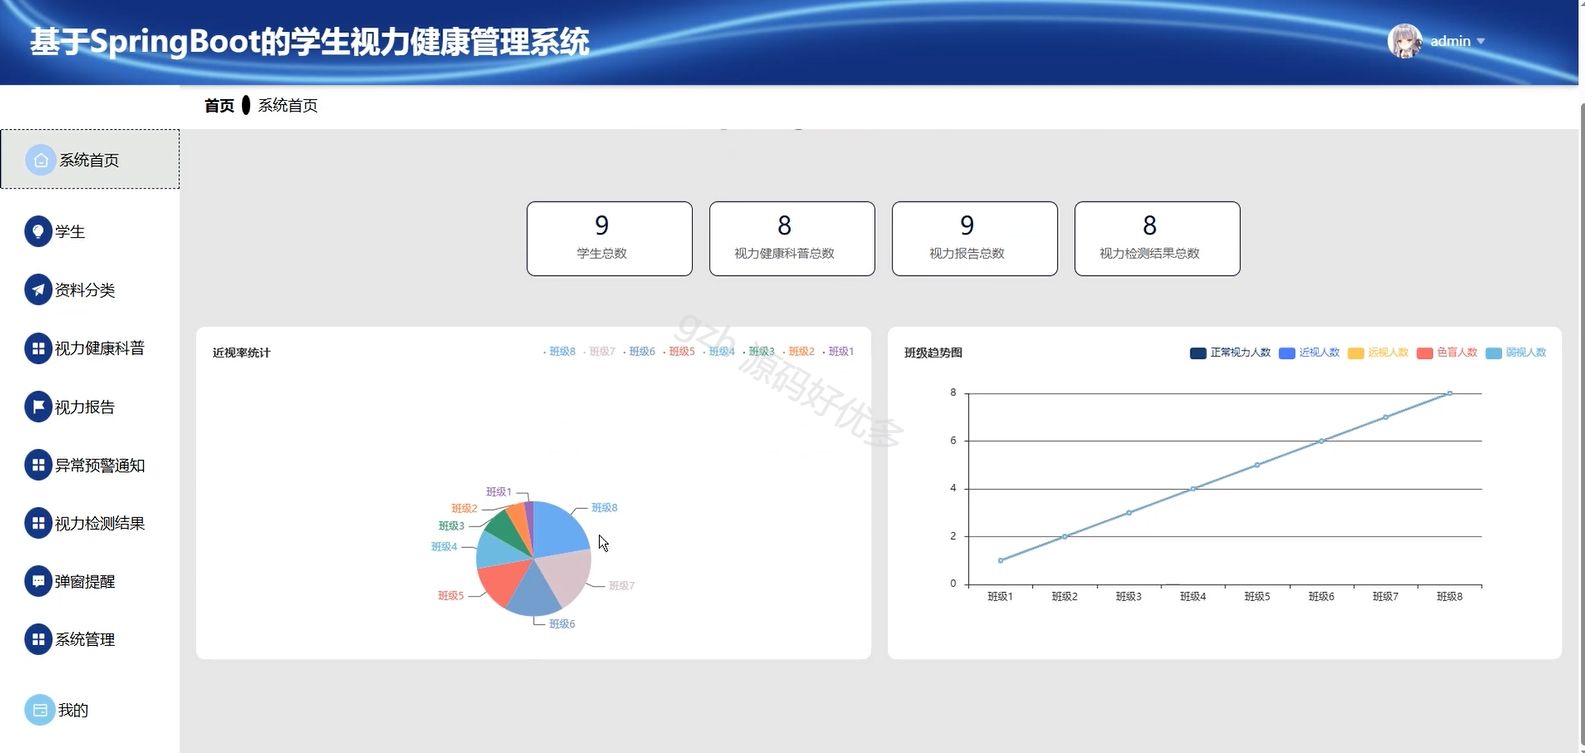 基于SpringBoot的学生视力健康管理系统
admin
首页 系统首页
系统首页
学生
资料分类
视力健康科普
视力报告
异常预警通知
视力检测结果
弹窗提醒
系统管理
我的
9
学生总数
8
视力健康科普总数
9
视力报告总数
8
视力检测结果总数
近视率统计
班级8 班级7 班级6 班级5 班级4 班级3 班级2 班级1
班级1
班级2
班级3
班级4
班级5
班级6
班级7
班级8
班级趋势图
正常视力人数 近视人数 远视人数 色盲人数 弱视人数
8
6
4
2
0
班级1 班级2 班级3 班级4 班级5 班级6 班级7 班级8
gzh 源码好优多